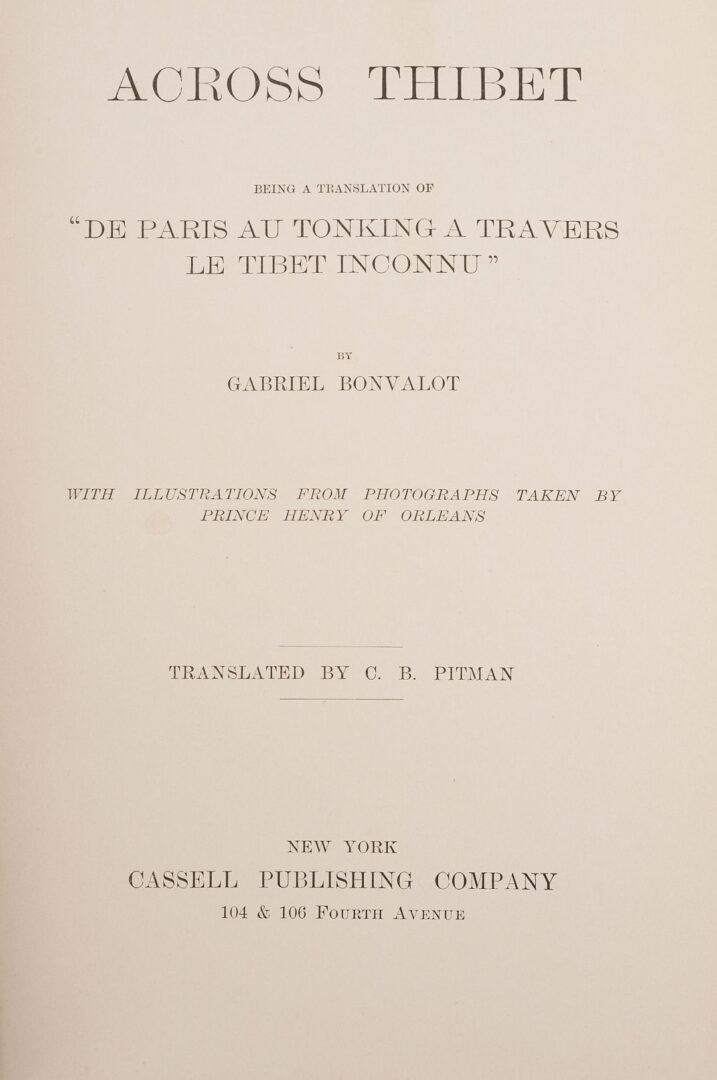 ACROSS THIBET
BEING A TRANSLATION OF
“DE PARIS AU TONKING A TRAVERS
LE TIBET INCONNU”
BY
GABRIEL BONVALOT
WITH ILLUSTRATIONS FROM PHOTOGRAPHS TAKEN BY
PRINCE HENRY OF ORLEANS
TRANSLATED BY C. B. PITMAN
NEW YORK
CASSELL PUBLISHING COMPANY
104 & 106 FOURTH AVENUE